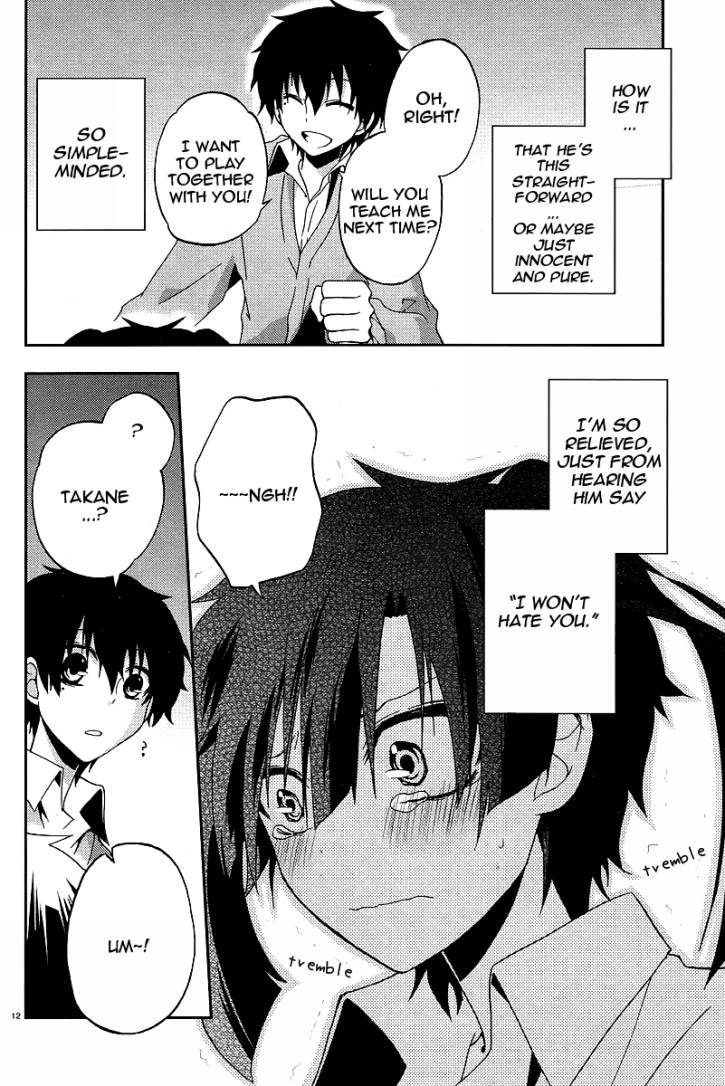 HOW
IS IT
...
THAT HE'S
THIS
STRAIGHT-
FORWARD
...
OR MAYBE
JUST
INNOCENT
AND PURE.
OH,
RIGHT!
WILL YOU
TEACH ME
NEXT TIME?
I WANT
TO PLAY
TOGETHER
WITH YOU!
SO
SIMPLE-
MINDED.
I'M SO
RELIEVED,
JUST FROM
HEARING
HIM SAY
"I WON'T
HATE YOU."
~~~NGH!!
tremble
tremble
?
TAKANE
...?
?
UM~!
12